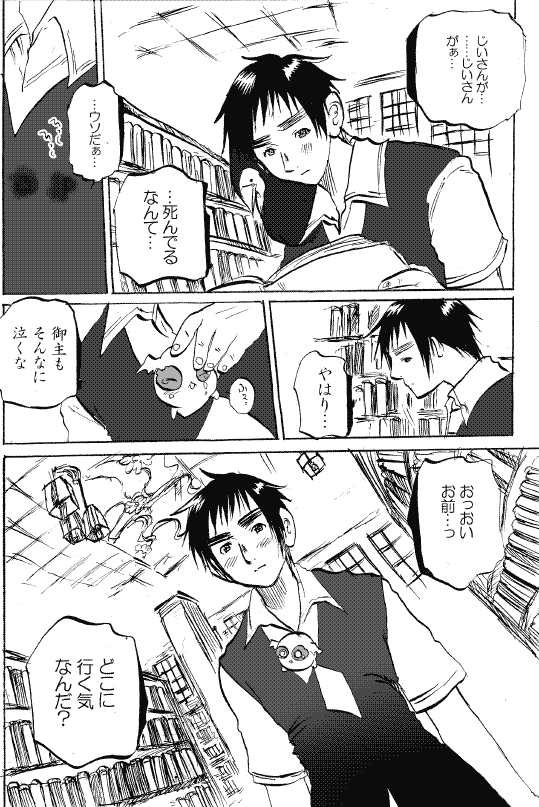 じいさんが…
……じいさん
がぁ…
…死んでる
なんて…
…ウソだぁ…
やはり…
御主も
そんなに
泣くな
おっおい
お前…っ
どこに
行く気
なんだ?